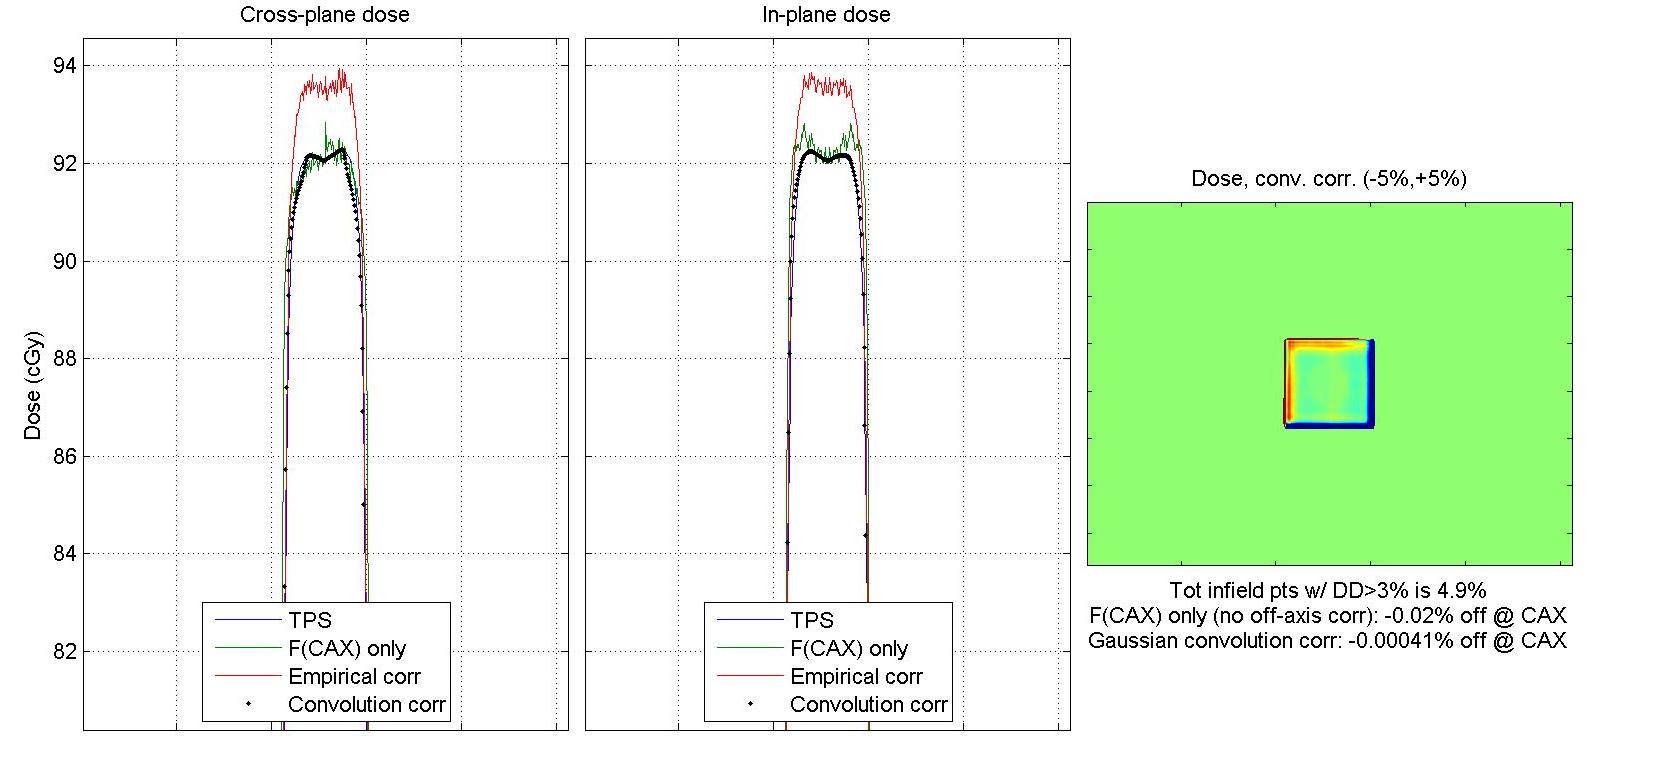 Cross-plane dose
In-plane dose
94
92
90
88
86
84
82
Dose (cGy)
TPS
F(CAX) only
Empirical corr
Convolution corr
TPS
F(CAX) only
Empirical corr
Convolution corr
Dose, conv. corr. (-5%,+5%)
Tot infield pts w/ DD>3% is 4.9%
F(CAX) only (no off-axis corr): -0.02% off @ CAX
Gaussian convolution corr: -0.00041% off @ CAX